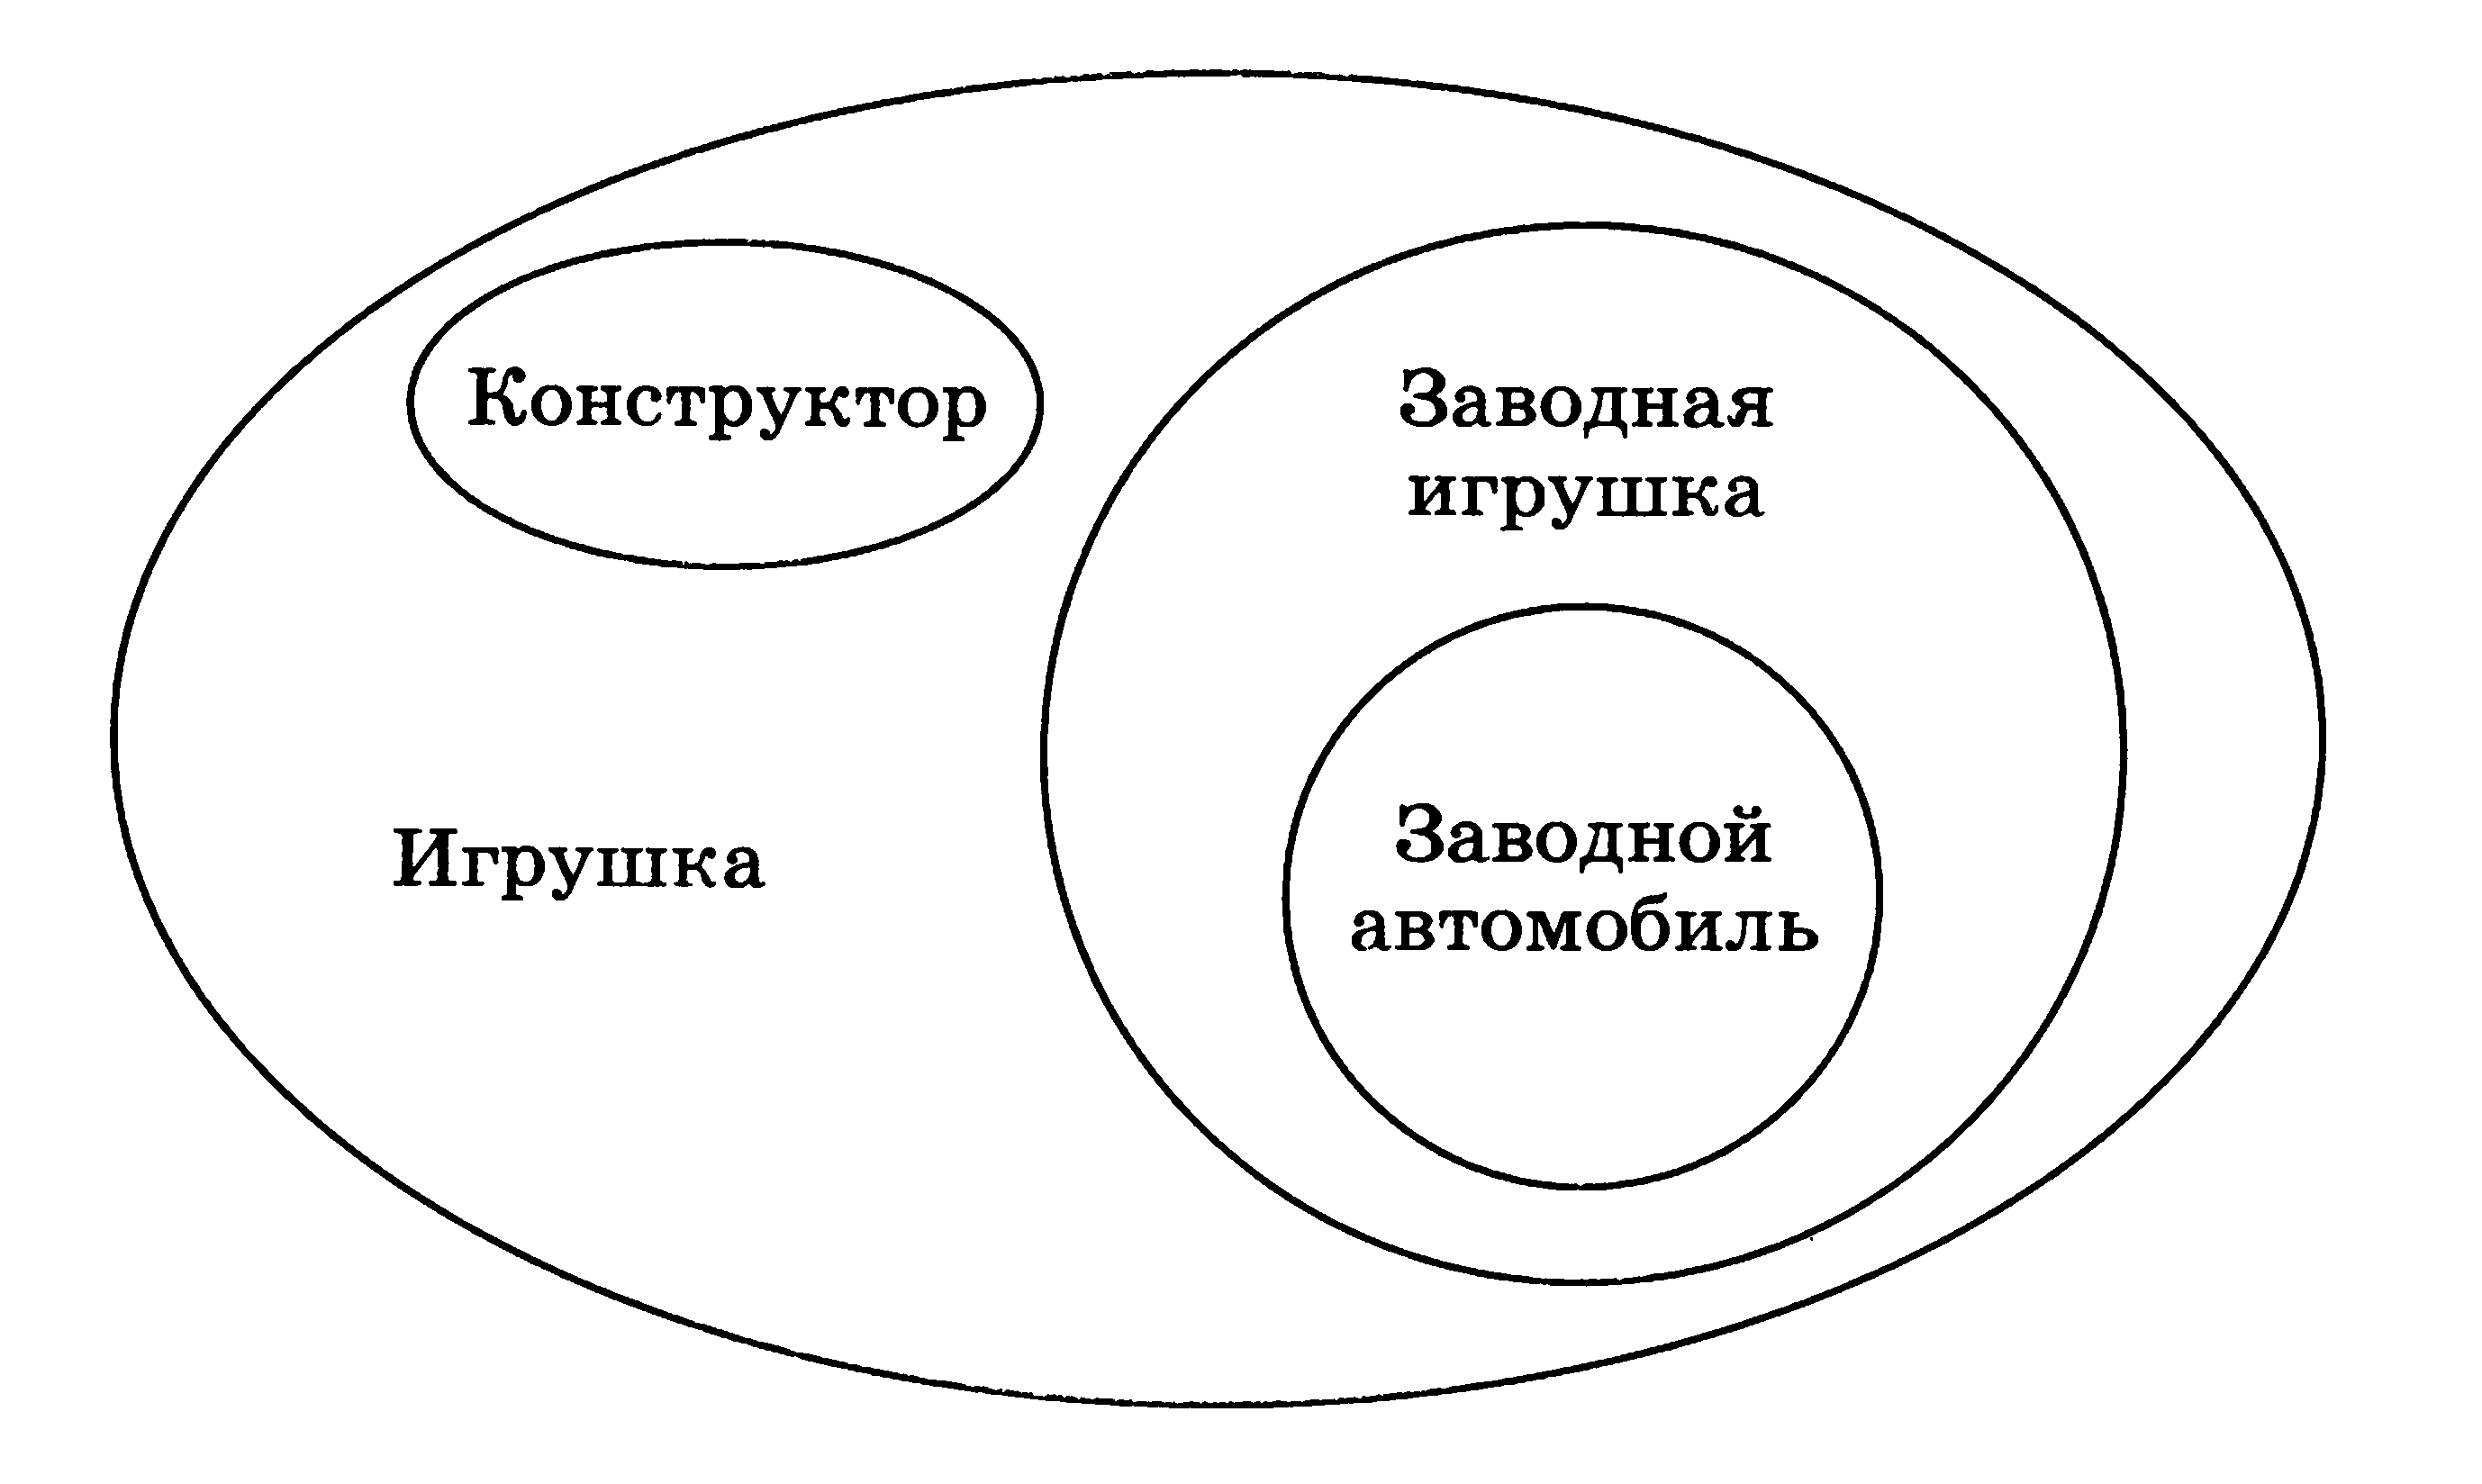 Конструктор
Заводная
игрушка
Игрушка
Заводной
автомобиль